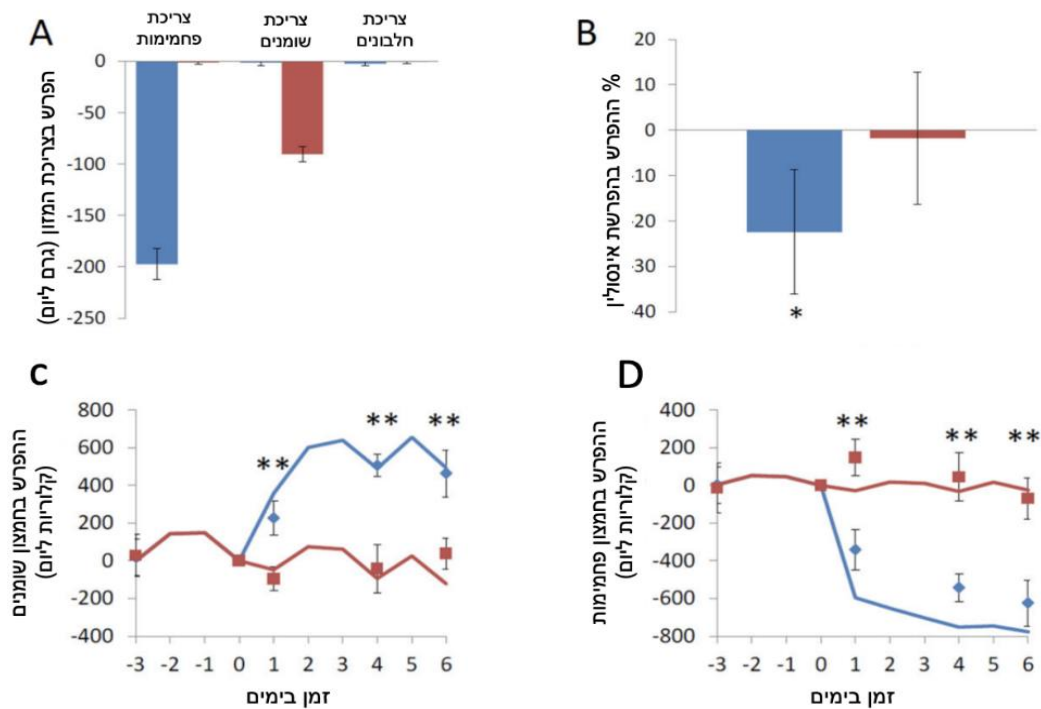 A
צריכת
פחמימות
צריכת
שומנים
צריכת
חלבונים
הפרש בצריכת המזון (גרם ליום)
0
-50
-100
-150
-200
-250
B
% ההפרש בהפרשת אינסולין
20
10
0
-10
-20
-30
-40
*
C
ההפרש בחמצון שומנים
(קלוריות ליום)
800
600
400
200
0
-200
-400
** ** **
-3 -2 -1 0 1 2 3 4 5 6
זמן בימים
D
ההפרש בחמצון פחמימות
(קלוריות ליום)
400
200
0
-200
-400
-600
-800
** ** **
-3 -2 -1 0 1 2 3 4 5 6
זמן בימים